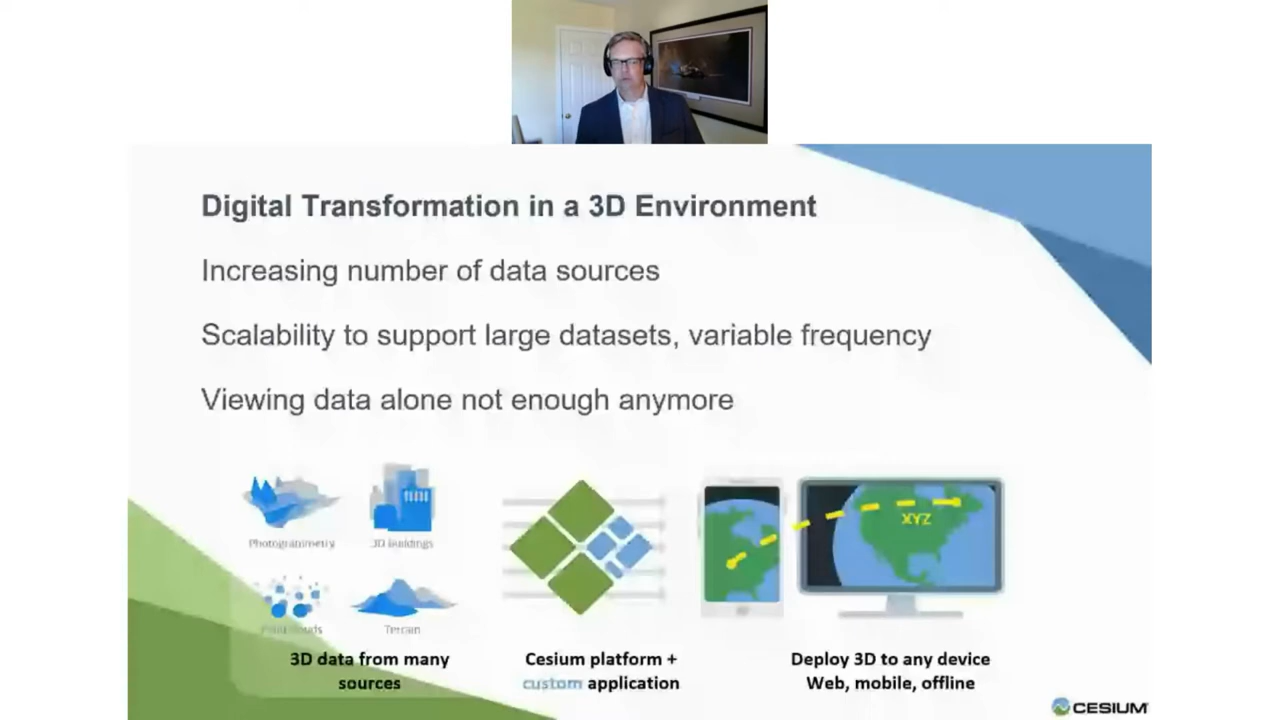 Digital Transformation in a 3D Environment
Increasing number of data sources
Scalability to support large datasets, variable frequency
Viewing data alone not enough anymore
Photogrammetry
3D Buildings
XYZ
Point Clouds
Terrain
3D data from many
sources
Cesium platform +
custom application
Deploy 3D to any device
Web, mobile, offline
CESIUM